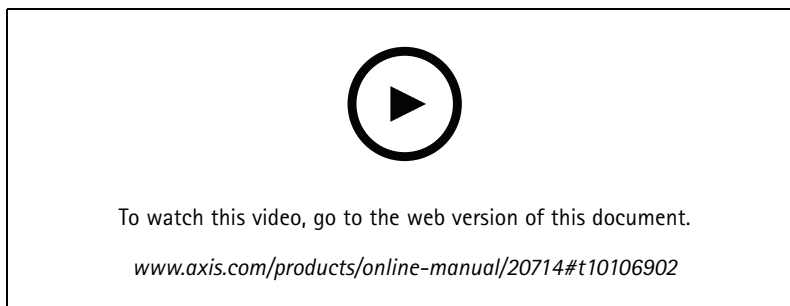 To watch this video, go to the web version of this document.
www.axis.com/products/online-manual/20714#t10106902